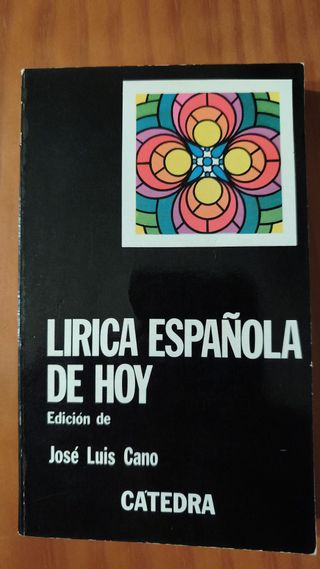 LIRICA ESPAÑOLA
DE HOY
Edición de
José Luis Cano
CATEDRA